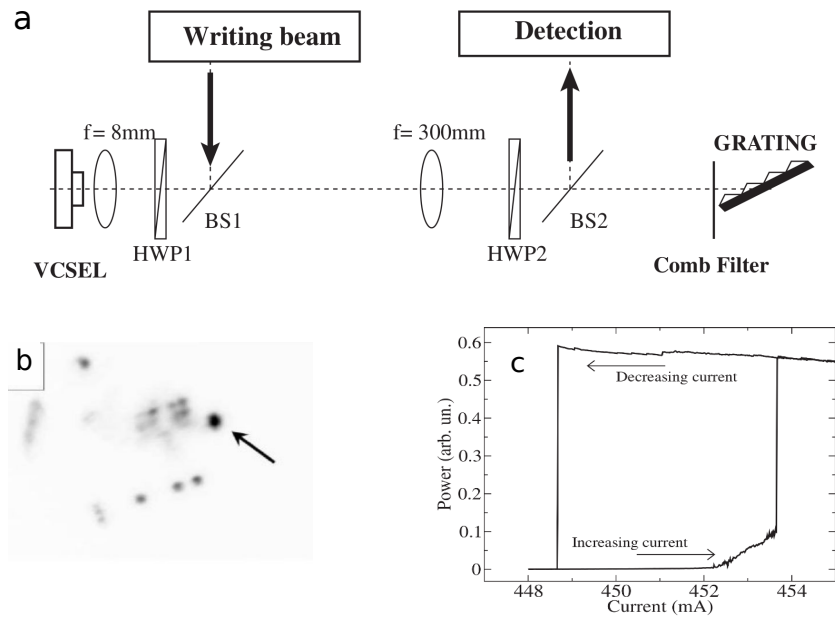 a
Writing beam
Detection
f= 8mm
f= 300mm
GRATING
BS1
BS2
HWP1
HWP2
VCSEL
Comb Filter
b
c
Power (arb. un.)
0.6
0.5
0.4
0.3
0.2
0.1
0
Decreasing current
Increasing current
448
450
452
454
Current (mA)